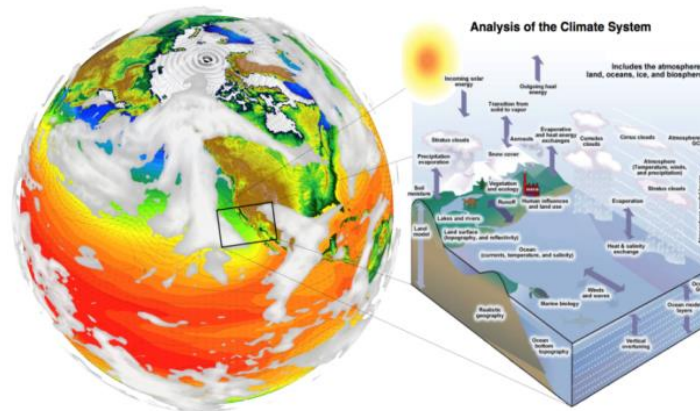 Analysis of the Climate System
Includes the atmosphere
land, oceans, ice, and biosphere
Incoming solar
energy
Outgoing heat
energy
Transition from
solid to vapor
Stratus clouds
Aerosols
Evaporative
and heat energy
exchanges
Cumulus
clouds
Cirrus clouds
Atmosphere
Snow cover
Atmosphere
(Temperature, winds,
and precipitation)
Precipitation
evaporation
Stratus clouds
Soil
moisture
Vegetation
and ecology
Human influences
and land use
Runoff
Evaporation
Lakes and rivers
Land
model
Land surface
(topography, and reflectivity)
Ocean
(currents, temperature, and salinity)
Heat & salinity
exchange
Winds
and waves
Marine biology
Realistic
geography
Ocean model
layers
Ocean
bottom
topography
Vertical
overturning